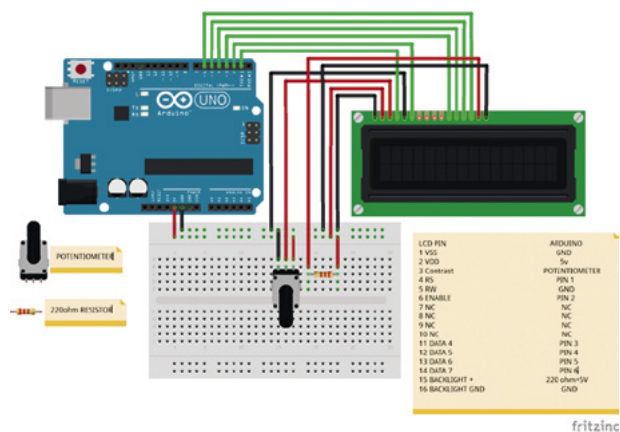 RESET
UNO
Arduino™
POTENTIOMETER
220ohm RESISTOR
LCD PIN ARDUINO
1 VSS GND
2 VDD 5v
3 Contrast POTENTIOMETER
4 RS PIN 1
5 RW GND
6 ENABLE PIN 2
7 NC NC
8 NC NC
9 NC NC
10 NC NC
11 DATA 4 PIN 3
12 DATA 5 PIN 4
13 DATA 6 PIN 5
14 DATA 7 PIN 6
15 BACKLIGHT + 220 ohm+5V
16 BACKLIGHT GND GND
fritzing